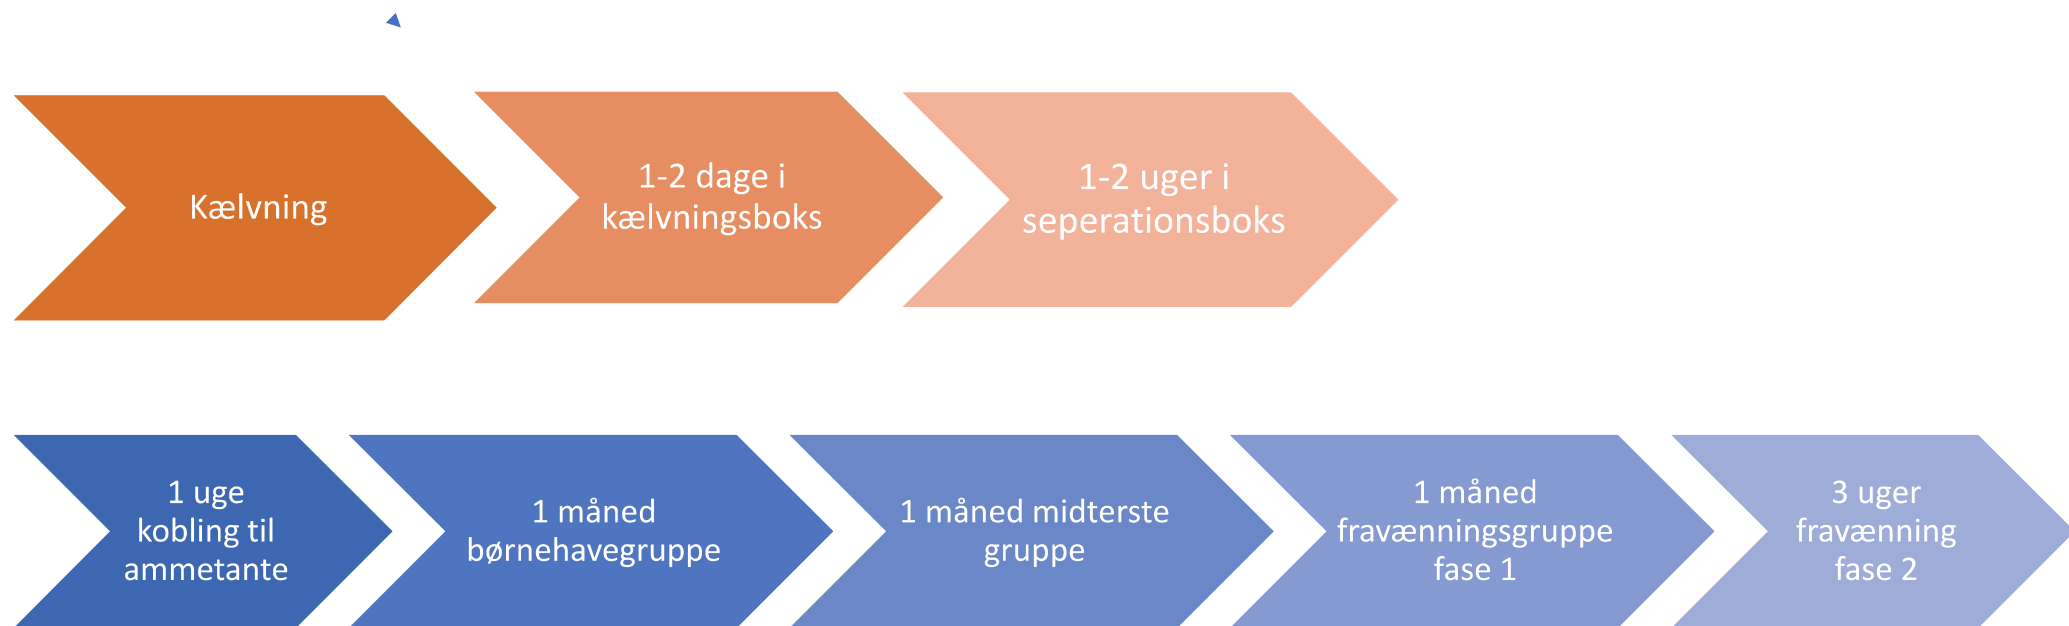 Kælvning
1-2 dage i
kælvningsboks
1-2 uger i
seperationsboks
1 uge
kobling til
ammetante
1 måned
børnehavegruppe
1 måned midterste
gruppe
1 måned
fravænningsgruppe
fase 1
3 uger
fravænning
fase 2